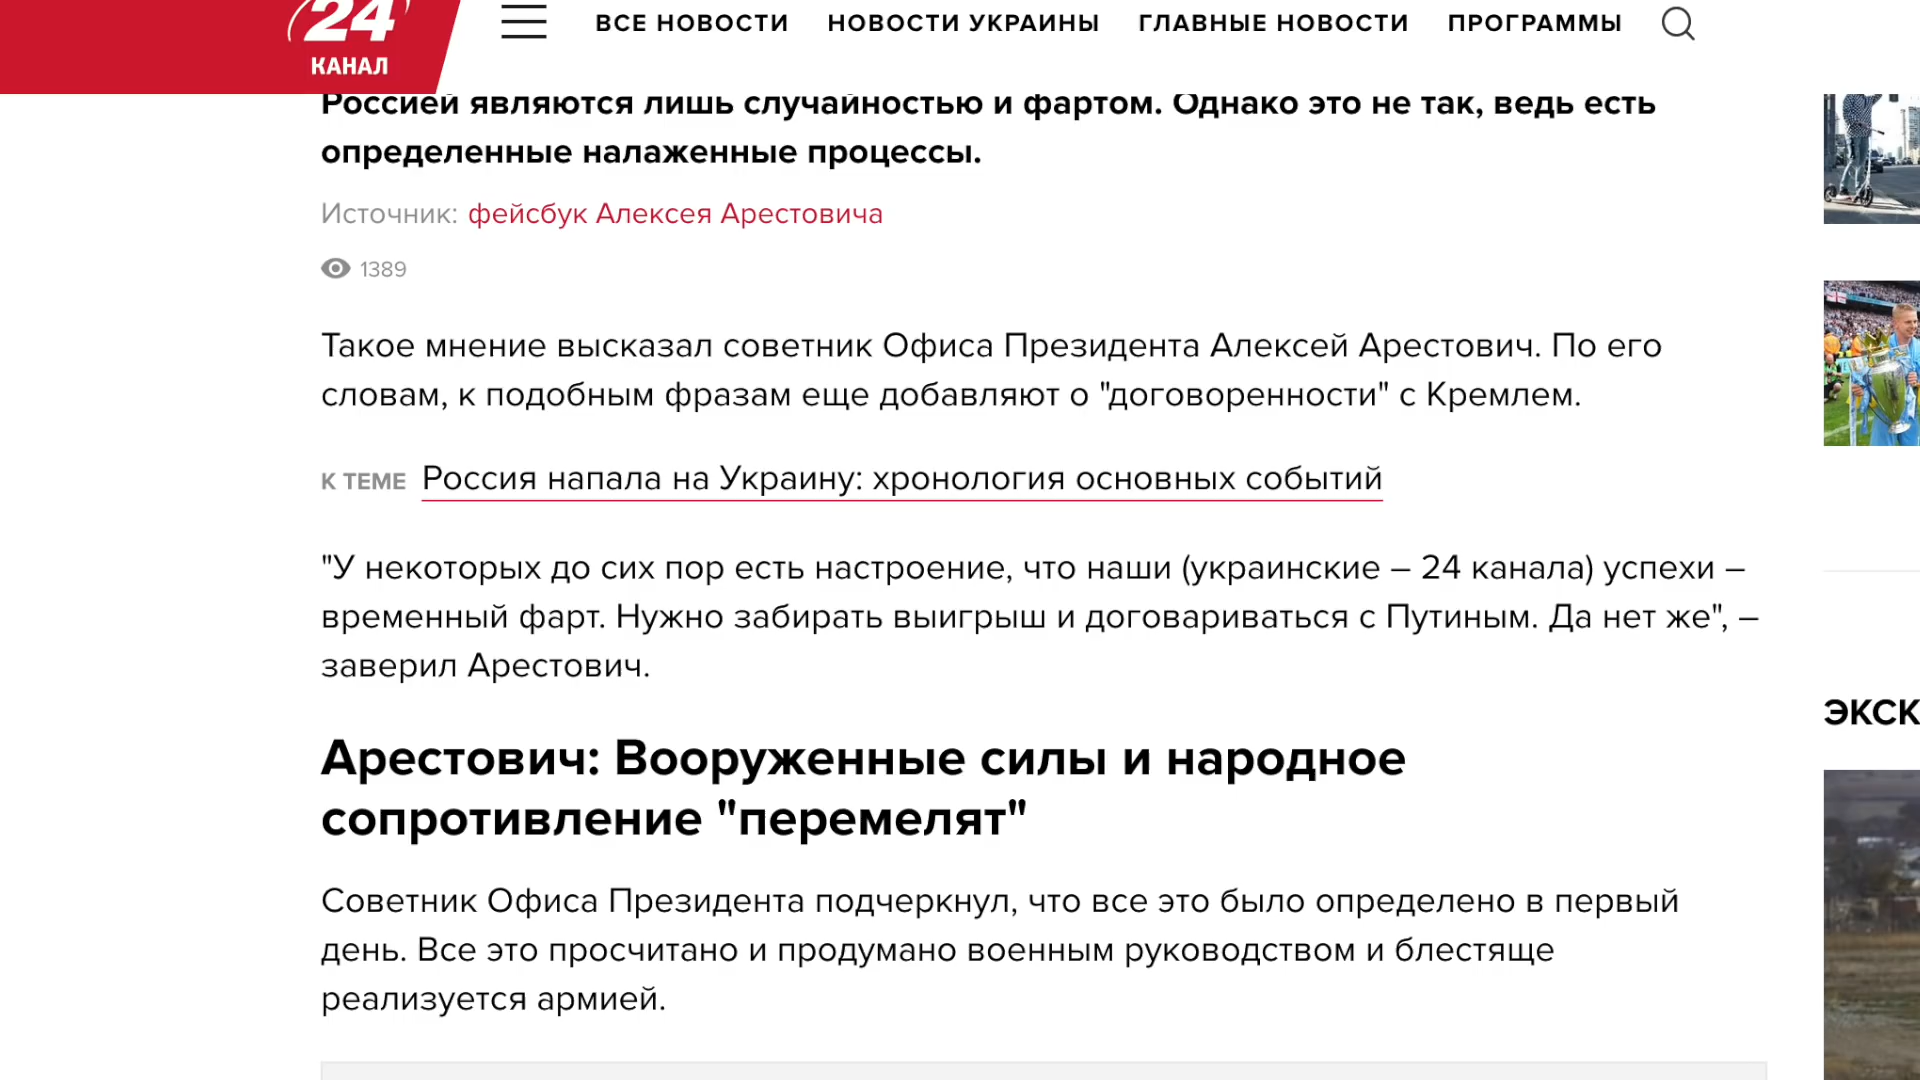 24
КАНАЛ
ВСЕ НОВОСТИ НОВОСТИ УКРАИНЫ ГЛАВНЫЕ НОВОСТИ ПРОГРАММЫ
Россией являются лишь случайностью и фартом. Однако это не так, ведь есть
определенные налаженные процессы.
Источник: фейсбук Алексея Арестовича
1389
Такое мнение высказал советник Офиса Президента Алексей Арестович. По его
словам, к подобным фразам еще добавляют о "договоренности" с Кремлем.
К ТЕМЕ Россия напала на Украину: хронология основных событий
"У некоторых до сих пор есть настроение, что наши (украинские – 24 канала) успехи –
временный фарт. Нужно забирать выигрыш и договариваться с Путиным. Да нет же", –
заверил Арестович.
ЭКСК
Арестович: Вооруженные силы и народное
сопротивление "перемелят"
Советник Офиса Президента подчеркнул, что все это было определено в первый
день. Все это просчитано и продумано военным руководством и блестяще
реализуется армией.